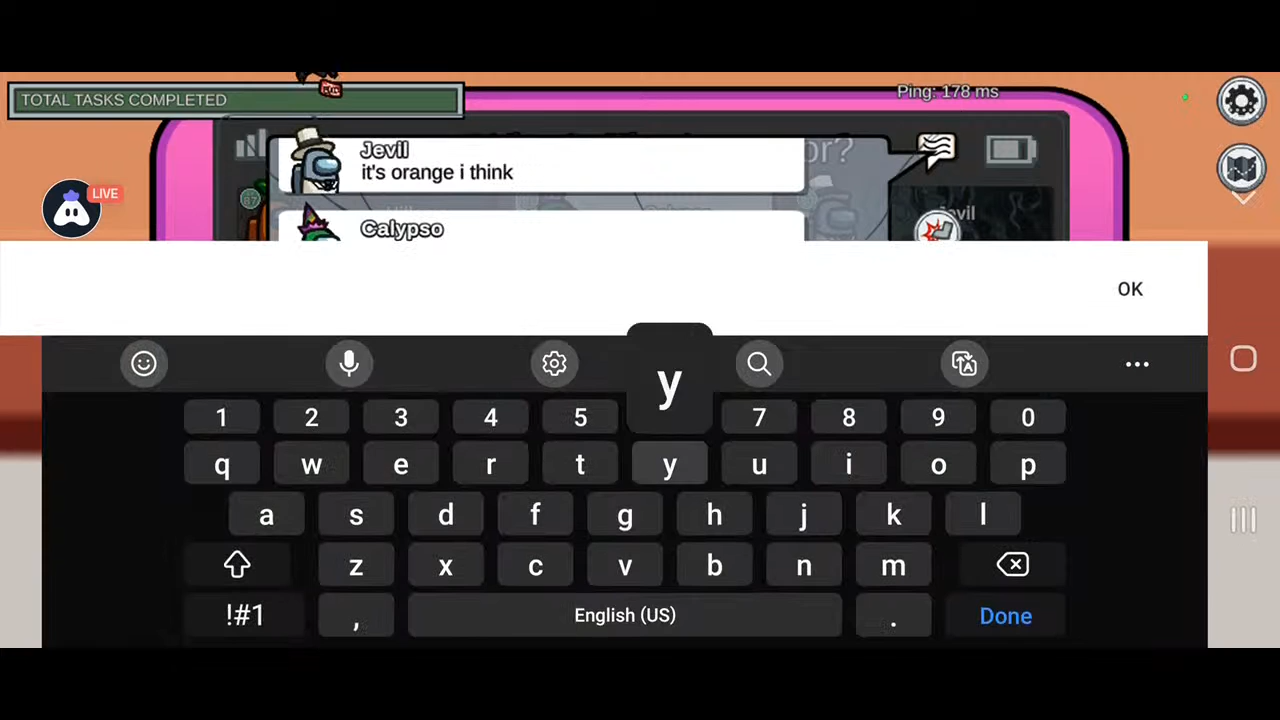 TOTAL TASKS COMPLETED
Ping: 178 ms
LIVE
Jevil
it's orange i think
or?
Calypso
OK
y
1 2 3 4 5 7 8 9 0
q w e r t y u i o p
a s d f g h j k l
z x c v b n m
!#1 , English (US) . Done